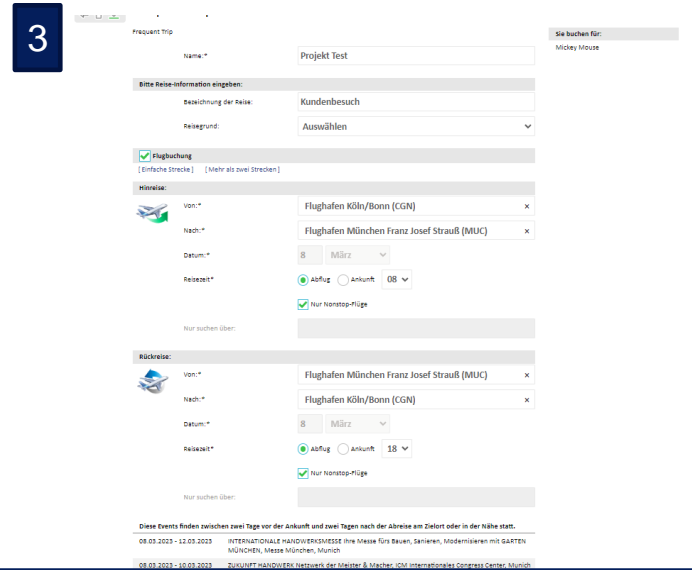 3
Frequent Trip
Sie buchen für:
Mickey Mouse
Name:* Projekt Test
Bitte Reise-Information eingeben:
Bezeichnung der Reise: Kundenbesuch
Reisegrund: Auswählen
Flugbuchung
[ Einfache Strecke ] [ Mehr als zwei Strecken ]
Hinreise:
Von:* Flughafen Köln/Bonn (CGN) ×
Nach:* Flughafen München Franz Josef Strauß (MUC) ×
Datum:* 8 März
Reisezeit* Abflug Ankunft 08
Nur Nonstop-Flüge
Nur suchen über:
Rückreise:
Von:* Flughafen München Franz Josef Strauß (MUC) ×
Nach:* Flughafen Köln/Bonn (CGN) ×
Datum:* 8 März
Reisezeit* Abflug Ankunft 18
Nur Nonstop-Flüge
Nur suchen über:
Diese Events finden zwischen zwei Tage vor der Ankunft und zwei Tagen nach der Abreise am Zielort oder in der Nähe statt.
08.03.2023 - 12.03.2023 INTERNATIONALE HANDWERKSMESSE Ihre Messe fürs Bauen, Sanieren, Modernisieren mit GARTEN
MÜNCHEN, Messe München, Munich
08.03.2023 - 10.03.2023 ZUKUNFT HANDWERK Netzwerk der Meister & Macher, ICM Internationales Congress Center, Munich